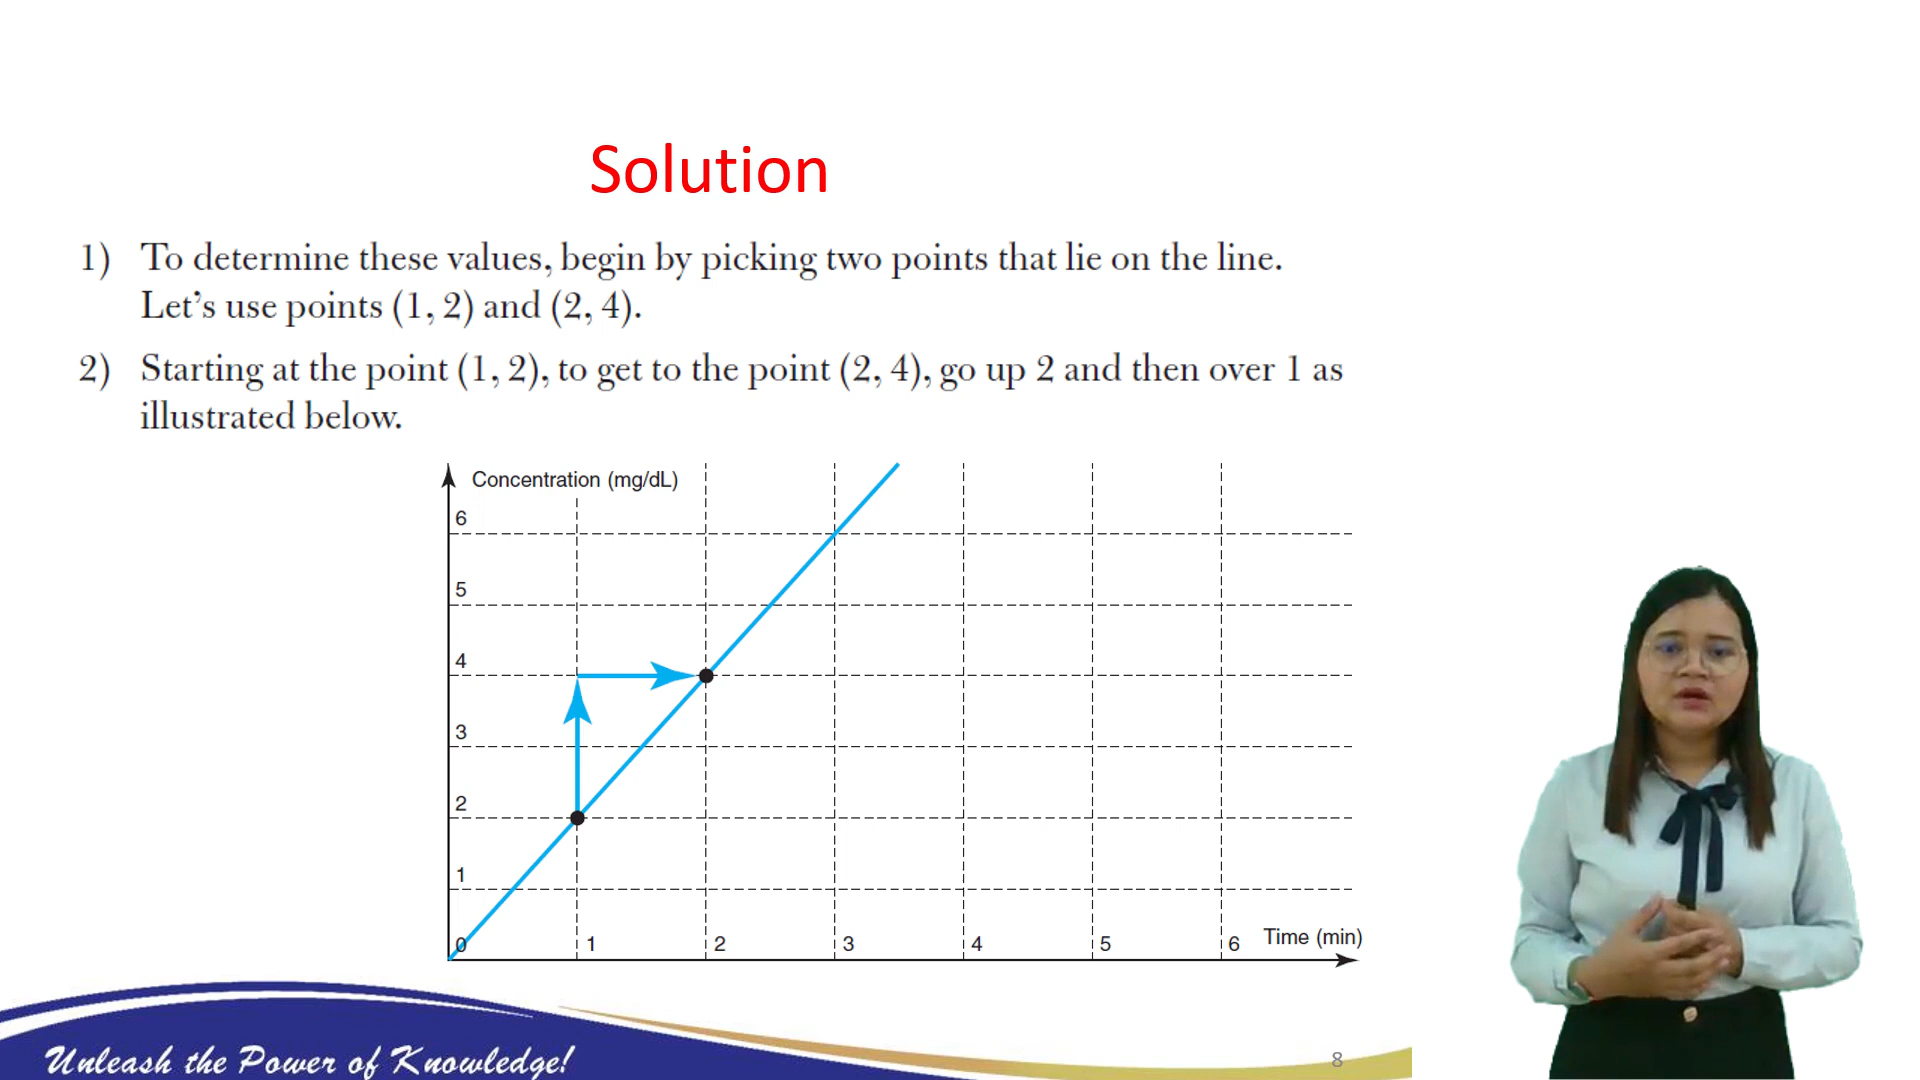 Solution
1) To determine these values, begin by picking two points that lie on the line.
Let’s use points (1, 2) and (2, 4).
2) Starting at the point (1, 2), to get to the point (2, 4), go up 2 and then over 1 as
illustrated below.
Concentration (mg/dL)
6
5
4
3
2
1
0 1 2 3 4 5 6 Time (min)
Unleash the Power of Knowledge!
8